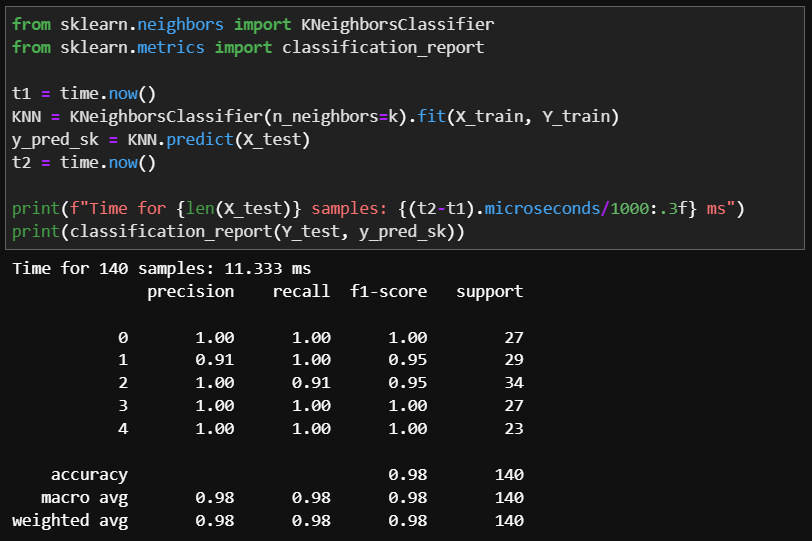 from sklearn.neighbors import KNeighborsClassifier
from sklearn.metrics import classification_report
t1 = time.now()
KNN = KNeighborsClassifier(n_neighbors=k).fit(X_train, Y_train)
y_pred_sk = KNN.predict(X_test)
t2 = time.now()
print(f"Time for {len(X_test)} samples: {(t2-t1).microseconds/1000:.3f} ms")
print(classification_report(Y_test, y_pred_sk))
Time for 140 samples: 11.333 ms
precision recall f1-score support
0 1.00 1.00 1.00 27
1 0.91 1.00 0.95 29
2 1.00 0.91 0.95 34
3 1.00 1.00 1.00 27
4 1.00 1.00 1.00 23
accuracy 0.98 140
macro avg 0.98 0.98 0.98 140
weighted avg 0.98 0.98 0.98 140